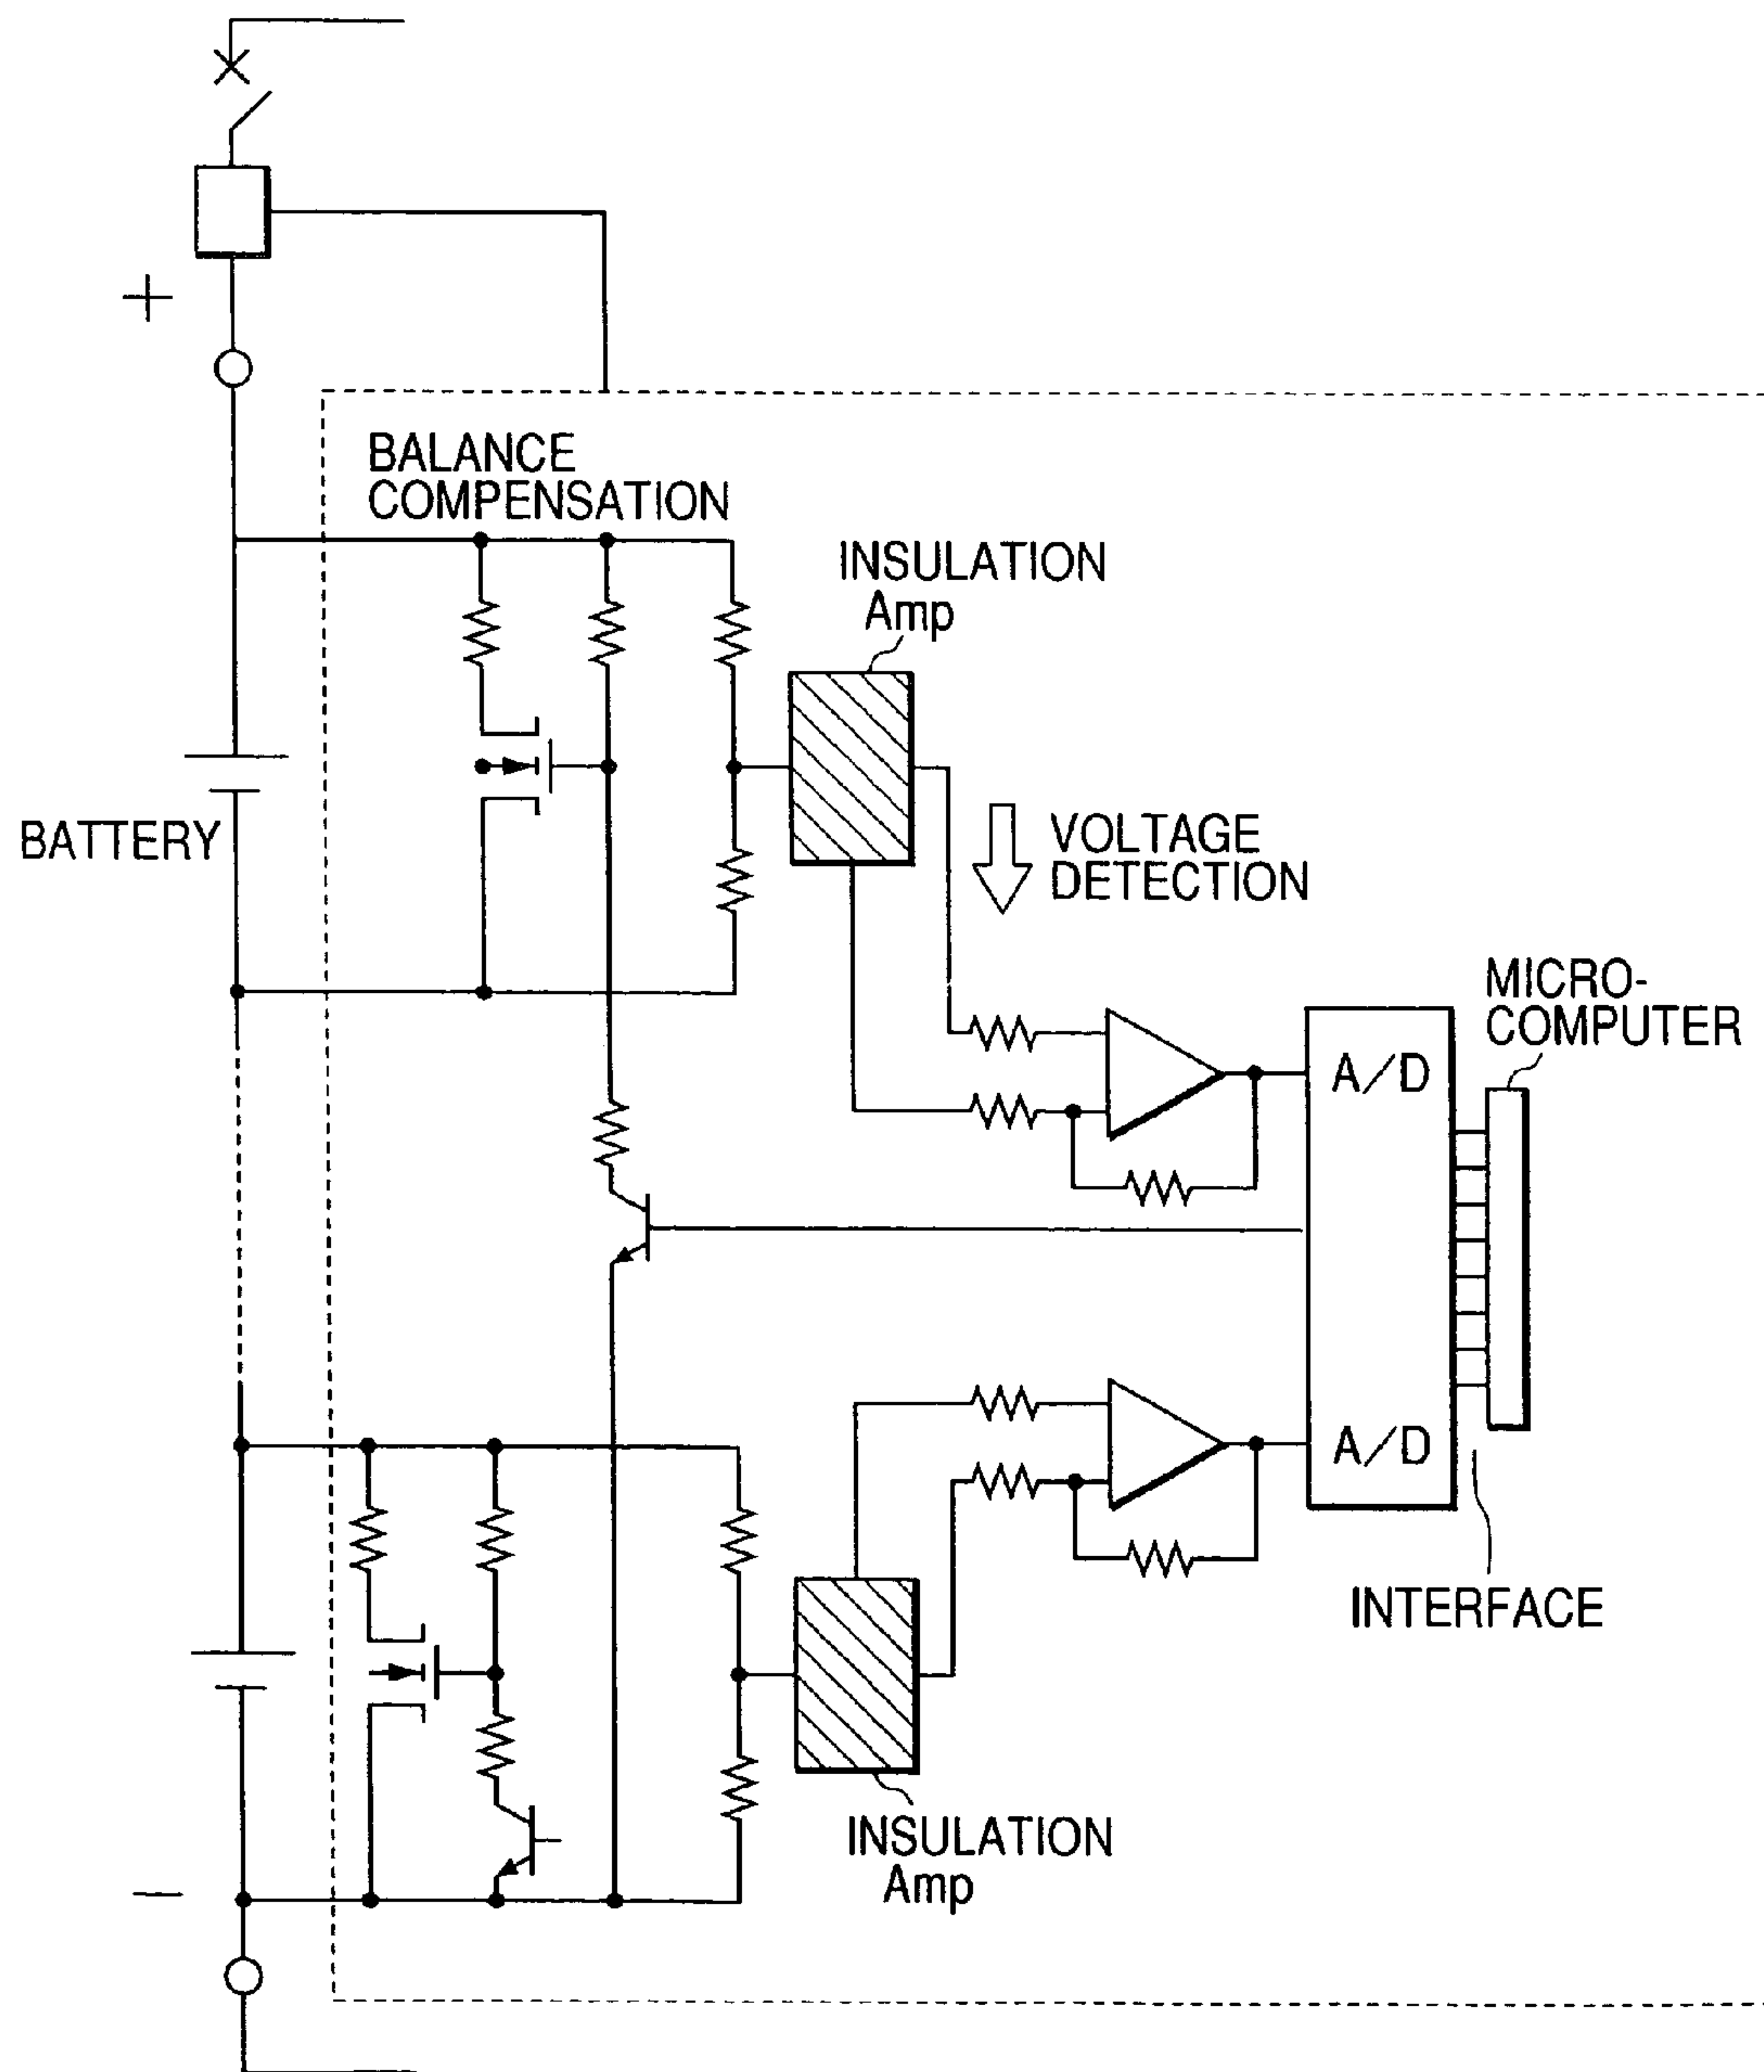 +
BALANCE
COMPENSATION
INSULATION
Amp
BATTERY
VOLTAGE
DETECTION
MICRO-
COMPUTER
A/D
A/D
INTERFACE
INSULATION
Amp
—